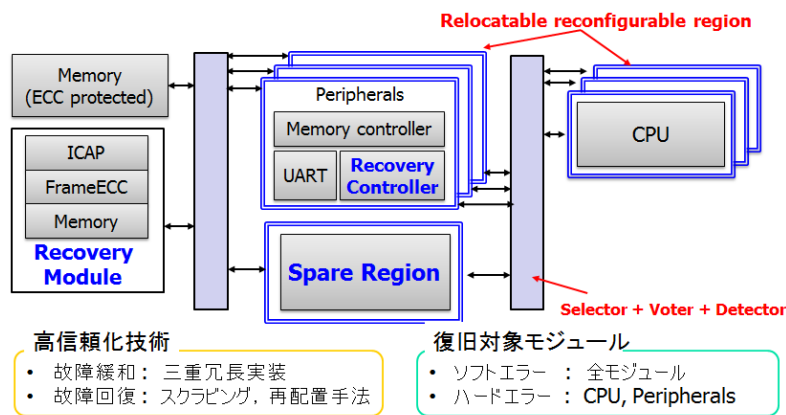 Relocatable reconfigurable region
Memory
(ECC protected)
ICAP
FrameECC
Memory
Recovery
Module
Peripherals
Memory controller
UART
Recovery
Controller
CPU
Spare Region
Selector + Voter + Detector
高信頼化技術
• 故障緩和： 三重冗長実装
• 故障回復： スクラビング, 再配置手法
復旧対象モジュール
• ソフトエラー ： 全モジュール
• ハードエラー ： CPU, Peripherals